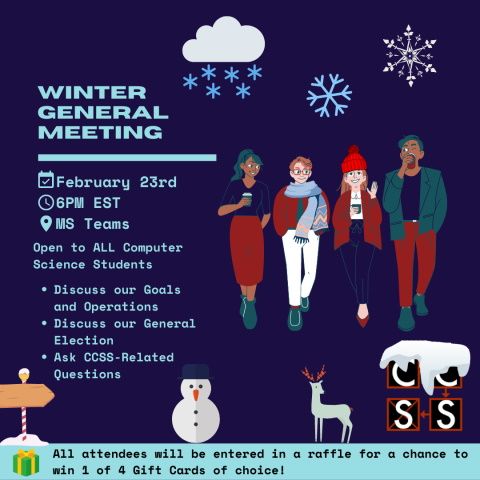 WINTER
GENERAL
MEETING
February 23rd
6PM EST
MS Teams
Open to ALL Computer
Science Students
• Discuss our Goals
and Operations
• Discuss our General
Election
• Ask CCSS-Related
Questions
C C
S S
All attendees will be entered in a raffle for a chance to
win 1 of 4 Gift Cards of choice!